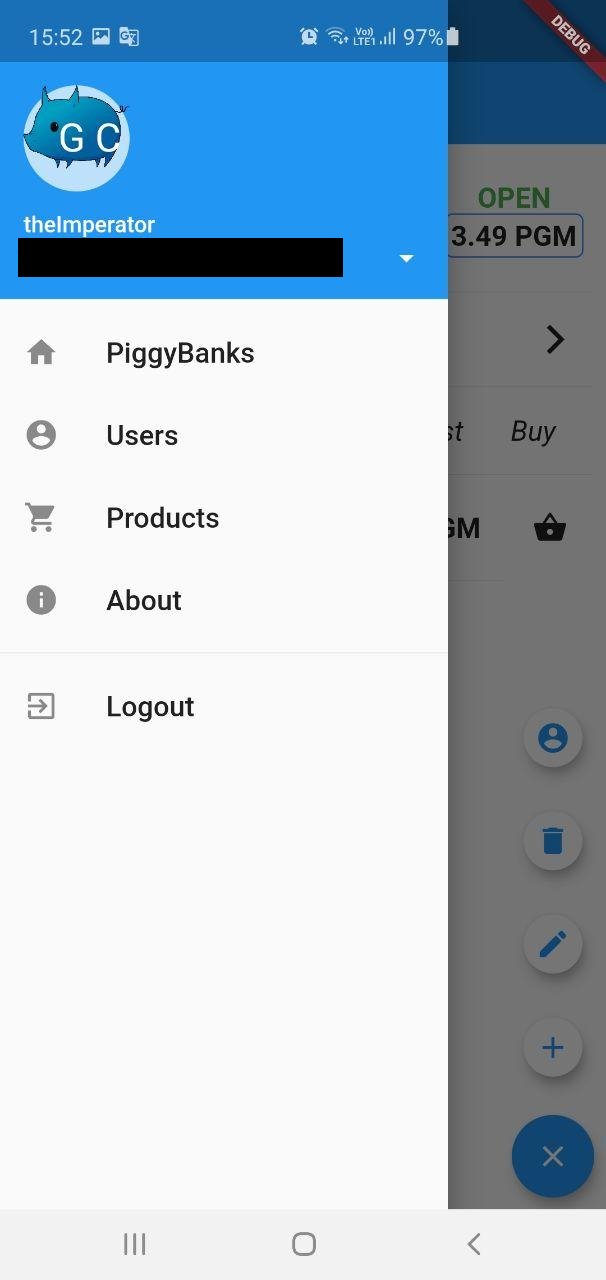 15:52 Vo)) LTE1 97%
DEBUG
G C
theImperator
OPEN
3.49 PGM
PiggyBanks
Users
st Buy
Products
GM
About
Logout